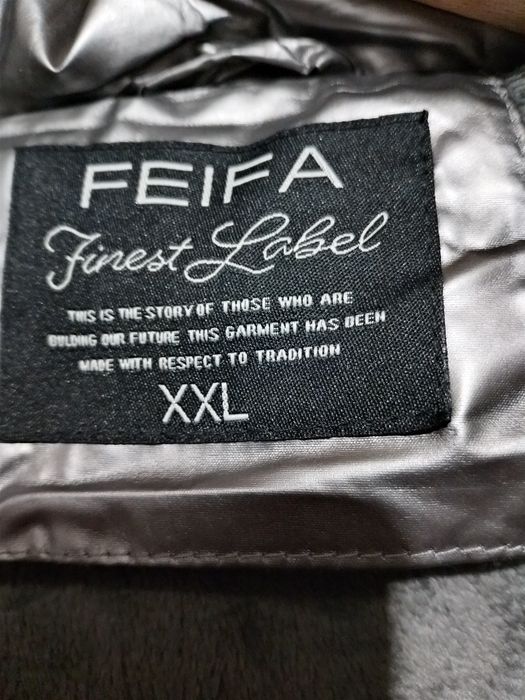 FEIFA
Finest Label
THIS IS THE STORY OF THOSE WHO ARE
BUILDING OUR FUTURE THIS GARMENT HAS BEEN
MADE WITH RESPECT TO TRADITION
XXL